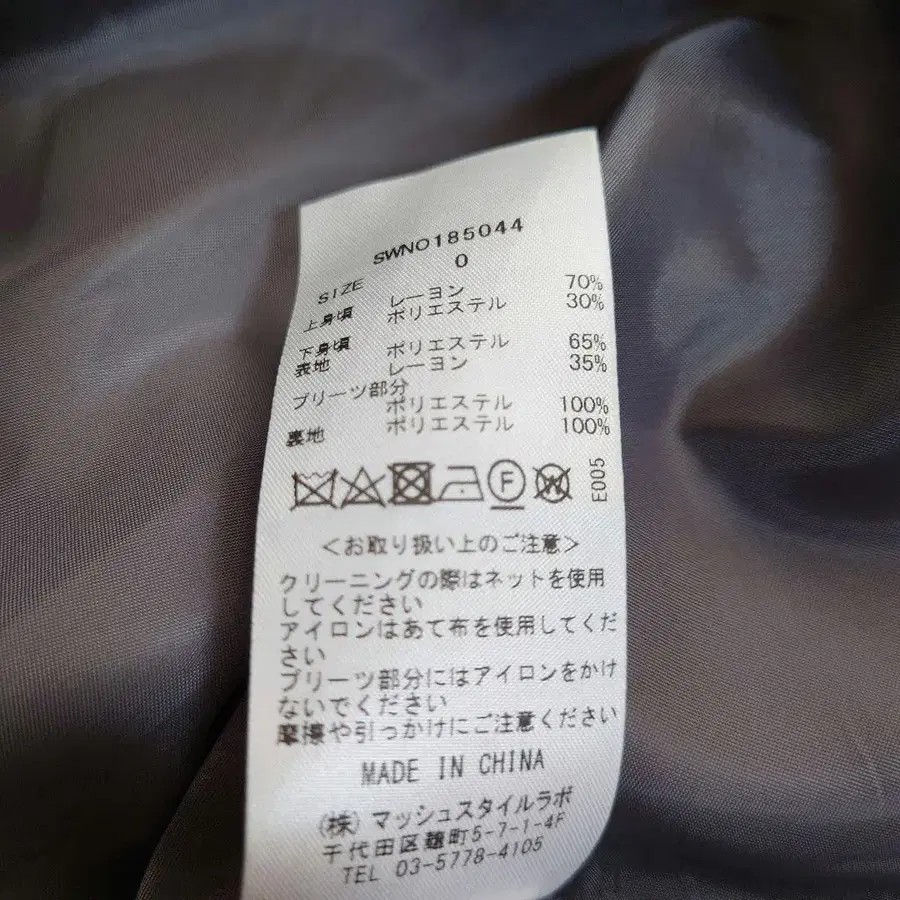 SWNO185044
SIZE 0
上身頃 レーヨン 70%
ポリエステル 30%
下身頃
表地 ポリエステル 65%
レーヨン 35%
プリーツ部分
ポリエステル 100%
裏地 ポリエステル 100%
F W E005
<お取り扱い上のご注意>
クリーニングの際はネットを使用
してください
アイロンはあて布を使用してくだ
さい
プリーツ部分にはアイロンをかけ
ないでください
摩擦や引っかけにご注意ください
MADE IN CHINA
(株)マッシュスタイルラボ
千代田区麹町5-7-1-4F
TEL 03-5778-4105